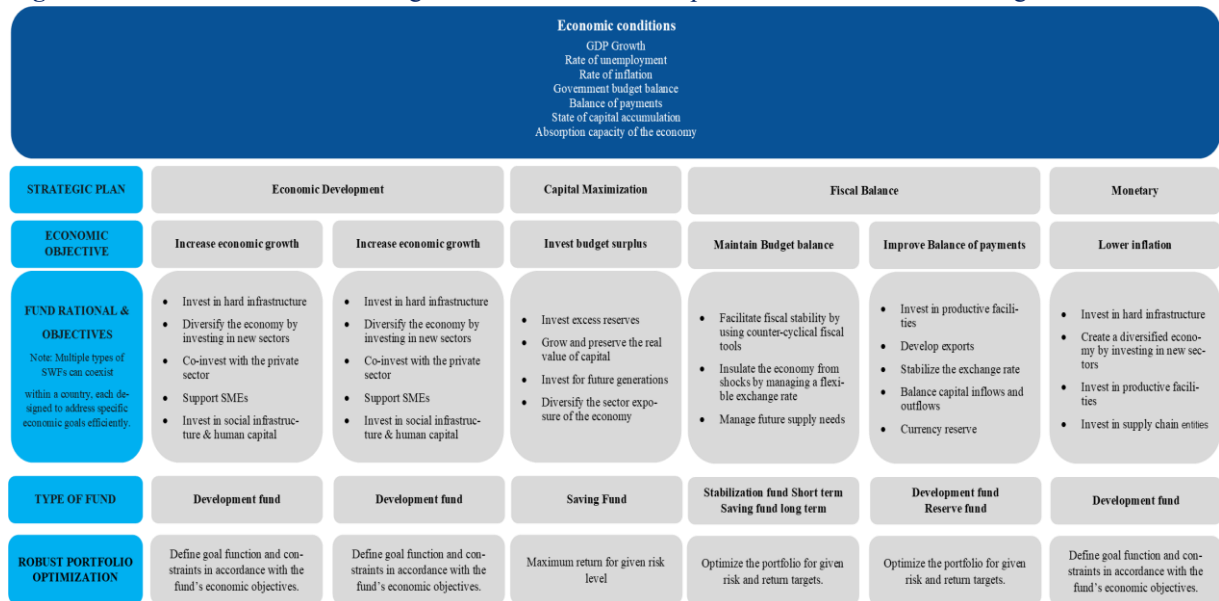 Economic conditions
GDP Growth
Rate of unemployment
Rate of inflation
Government budget balance
Balance of payments
State of capital accumulation
Absorption capacity of the economy
STRATEGIC PLAN
Economic Development
Capital Maximization
Fiscal Balance
Monetary
ECONOMIC
OBJECTIVE
Increase economic growth
Increase economic growth
Invest budget surplus
Maintain Budget balance
Improve Balance of payments
Lower inflation
FUND RATIONAL &
OBJECTIVES
Note: Multiple types of
SWFs can coexist
within a country, each de-
signed to address specific
economic goals efficiently.
• Invest in hard infrastructure
• Diversify the economy by
investing in new sectors
• Co-invest with the private
sector
• Support SMEs
• Invest in social infrastruc-
ture & human capital
• Invest in hard infrastructure
• Diversify the economy by
investing in new sectors
• Co-invest with the private
sector
• Support SMEs
• Invest in social infrastruc-
ture & human capital
• Invest excess reserves
• Grow and preserve the real
value of capital
• Invest for future generations
• Diversify the sector expo-
sure of the economy
• Facilitate fiscal stability by
using counter-cyclical fiscal
tools
• Insulate the economy from
shocks by managing a flexi-
ble exchange rate
• Manage future supply needs
• Invest in productive facili-
ties
• Develop exports
• Stabilize the exchange rate
• Balance capital inflows and
outflows
• Currency reserve
• Invest in hard infrastructure
• Create a diversified econo-
my by investing in new sec-
tors
• Invest in productive facili-
ties
• Invest in supply chain entities
TYPE OF FUND
Development fund
Development fund
Saving Fund
Stabilization fund Short term
Saving fund long term
Development fund
Reserve fund
Development fund
ROBUST PORTFOLIO
OPTIMIZATION
Define goal function and con-
straints in accordance with the
fund's economic objectives.
Define goal function and con-
straints in accordance with the
fund's economic objectives.
Maximum return for given risk
level
Optimize the portfolio for given
risk and return targets.
Optimize the portfolio for given
risk and return targets.
Define goal function and con-
straints in accordance with the
fund's economic objectives.